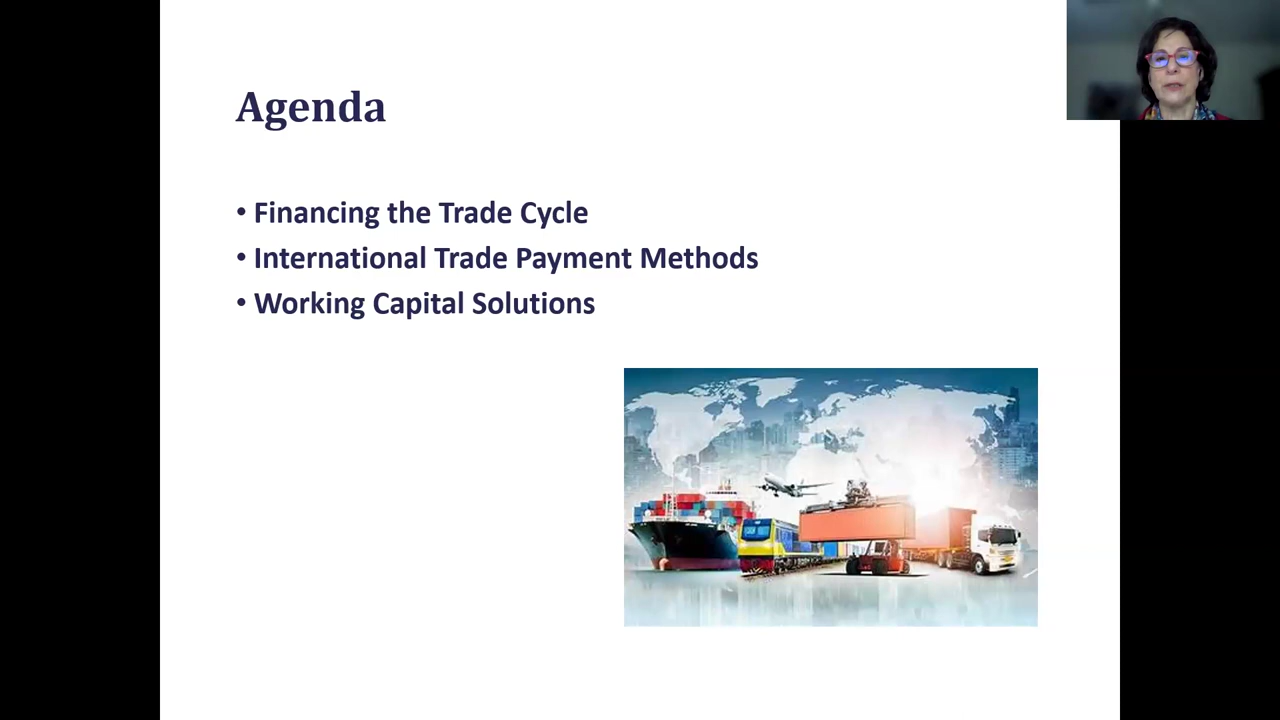 Agenda
• Financing the Trade Cycle
• International Trade Payment Methods
• Working Capital Solutions